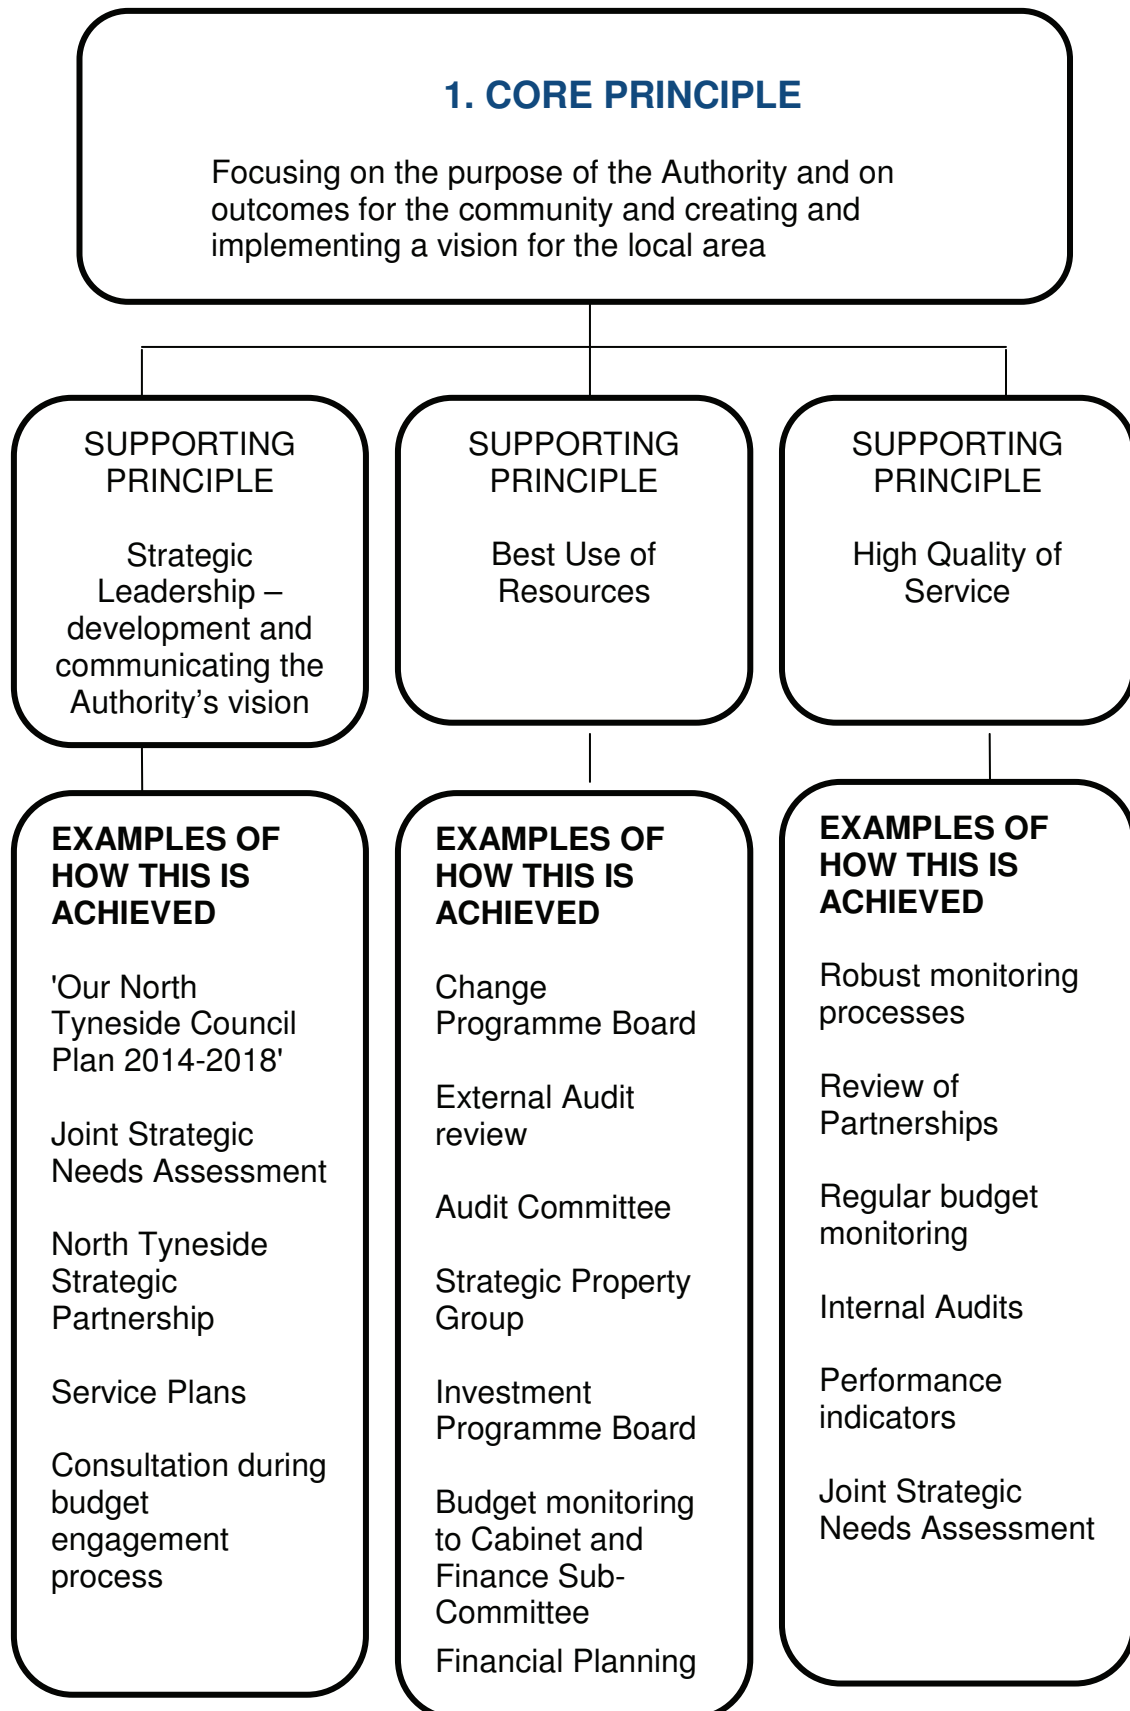 1. CORE PRINCIPLE
Focusing on the purpose of the Authority and on
outcomes for the community and creating and
implementing a vision for the local area
SUPPORTING
PRINCIPLE
Strategic
Leadership –
development and
communicating the
Authority’s vision
SUPPORTING
PRINCIPLE
Best Use of
Resources
SUPPORTING
PRINCIPLE
High Quality of
Service
EXAMPLES OF
HOW THIS IS
ACHIEVED
'Our North
Tyneside Council
Plan 2014-2018'
Joint Strategic
Needs Assessment
North Tyneside
Strategic
Partnership
Service Plans
Consultation during
budget
engagement
process
EXAMPLES OF
HOW THIS IS
ACHIEVED
Change
Programme Board
External Audit
review
Audit Committee
Strategic Property
Group
Investment
Programme Board
Budget monitoring
to Cabinet and
Finance Sub-
Committee
Financial Planning
EXAMPLES OF
HOW THIS IS
ACHIEVED
Robust monitoring
processes
Review of
Partnerships
Regular budget
monitoring
Internal Audits
Performance
indicators
Joint Strategic
Needs Assessment